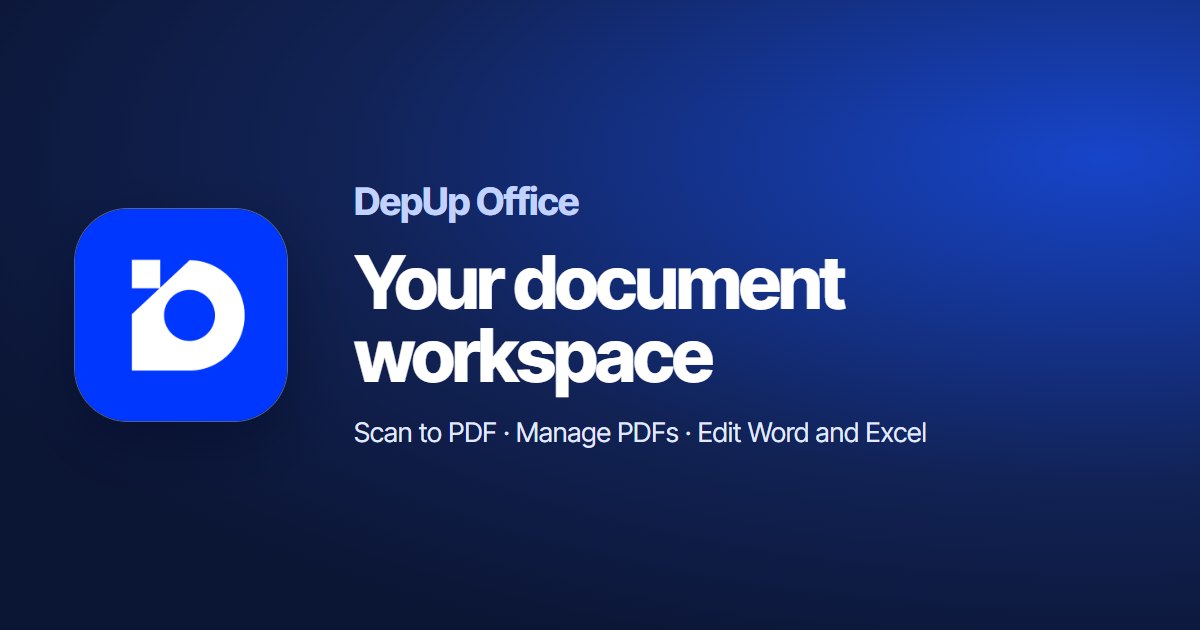 DepUp Office
Your document
workspace
Scan to PDF · Manage PDFs · Edit Word and Excel